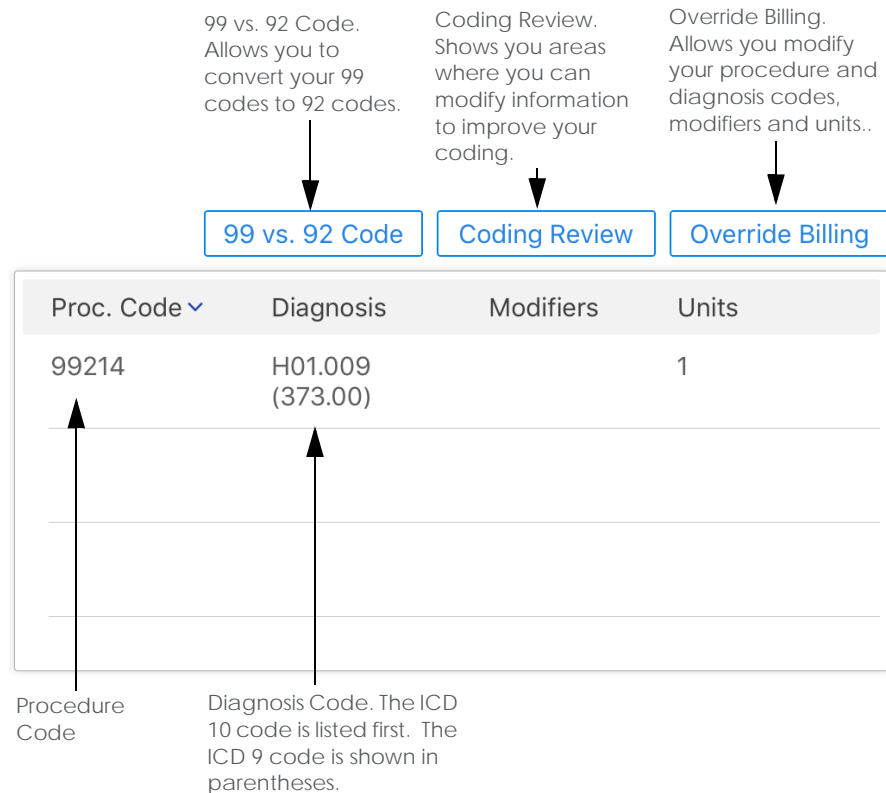 99 vs. 92 Code.
Allows you to
convert your 99
codes to 92 codes.
Coding Review.
Shows you areas
where you can
modify information
to improve your
coding.
Override Billing.
Allows you modify
your procedure and
diagnosis codes,
modifiers and units..
99 vs. 92 Code
Coding Review
Override Billing
Proc. Code Diagnosis Modifiers Units
99214 H01.009 1
(373.00)
Procedure
Code
Diagnosis Code. The ICD
10 code is listed first. The
ICD 9 code is shown in
parentheses.